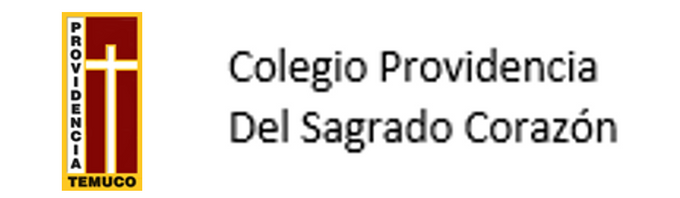 PROVIDENCIA
TEMUCO
Colegio Providencia
Del Sagrado Corazón